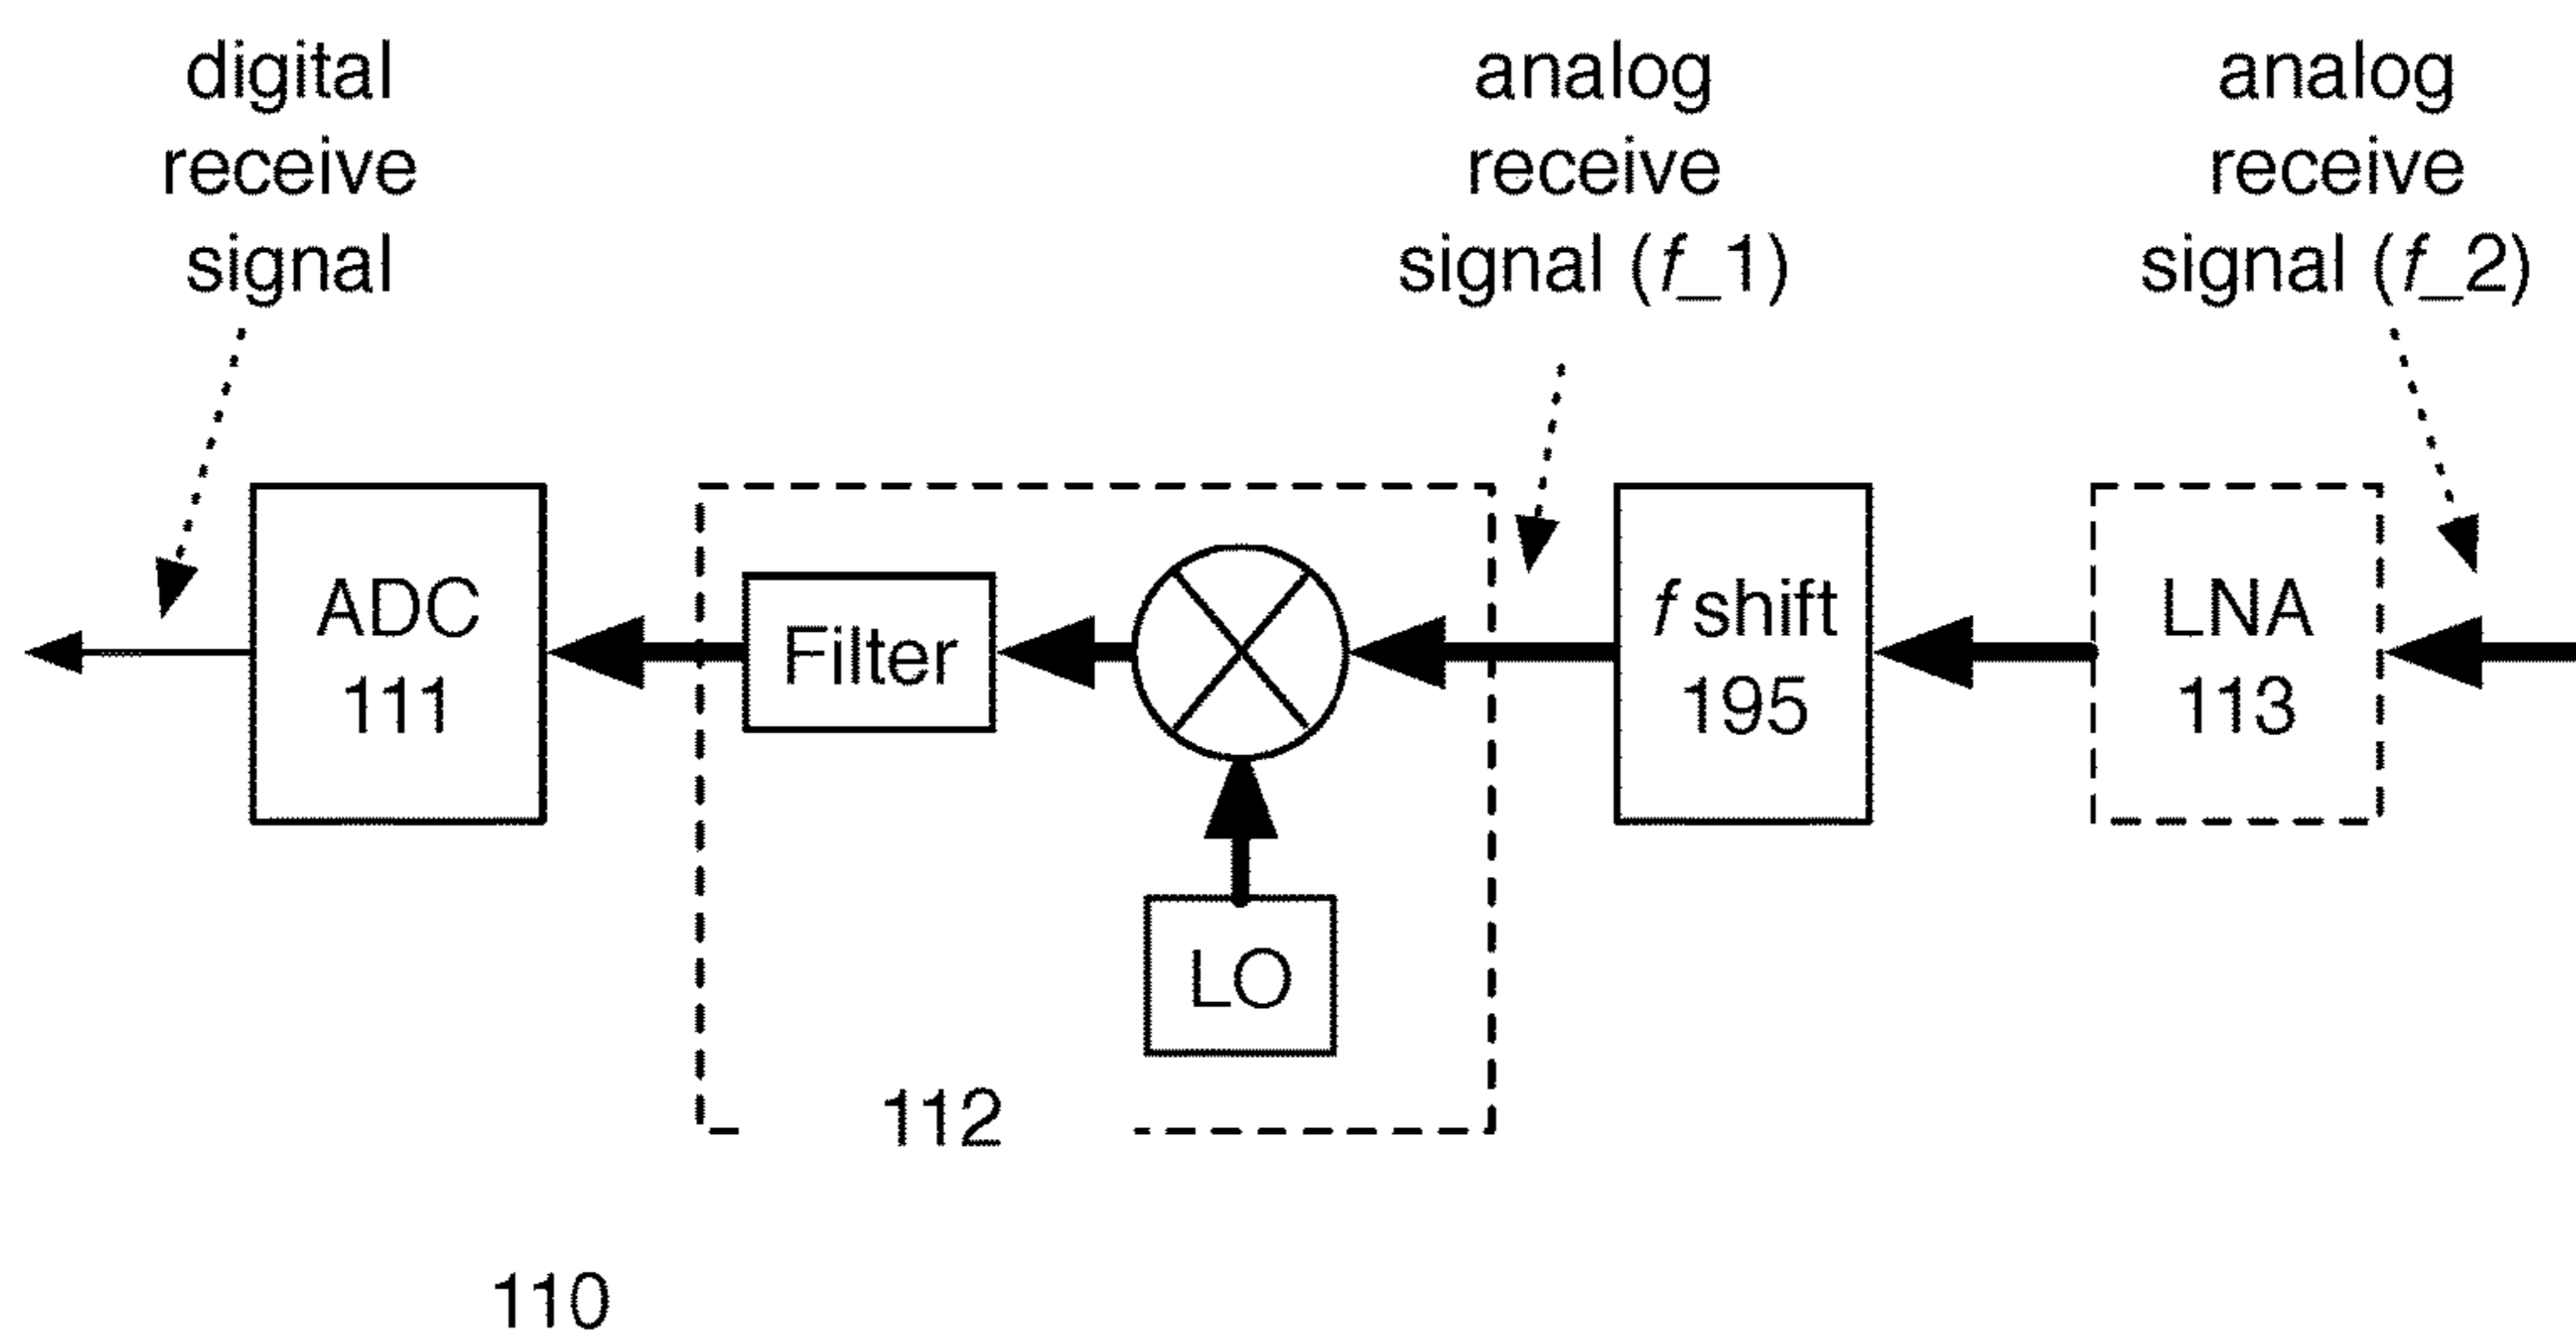 digital
receive
signal
analog
receive
signal (f_1)
analog
receive
signal (f_2)
ADC
111
Filter
f shift
195
LNA
113
LO
112
110